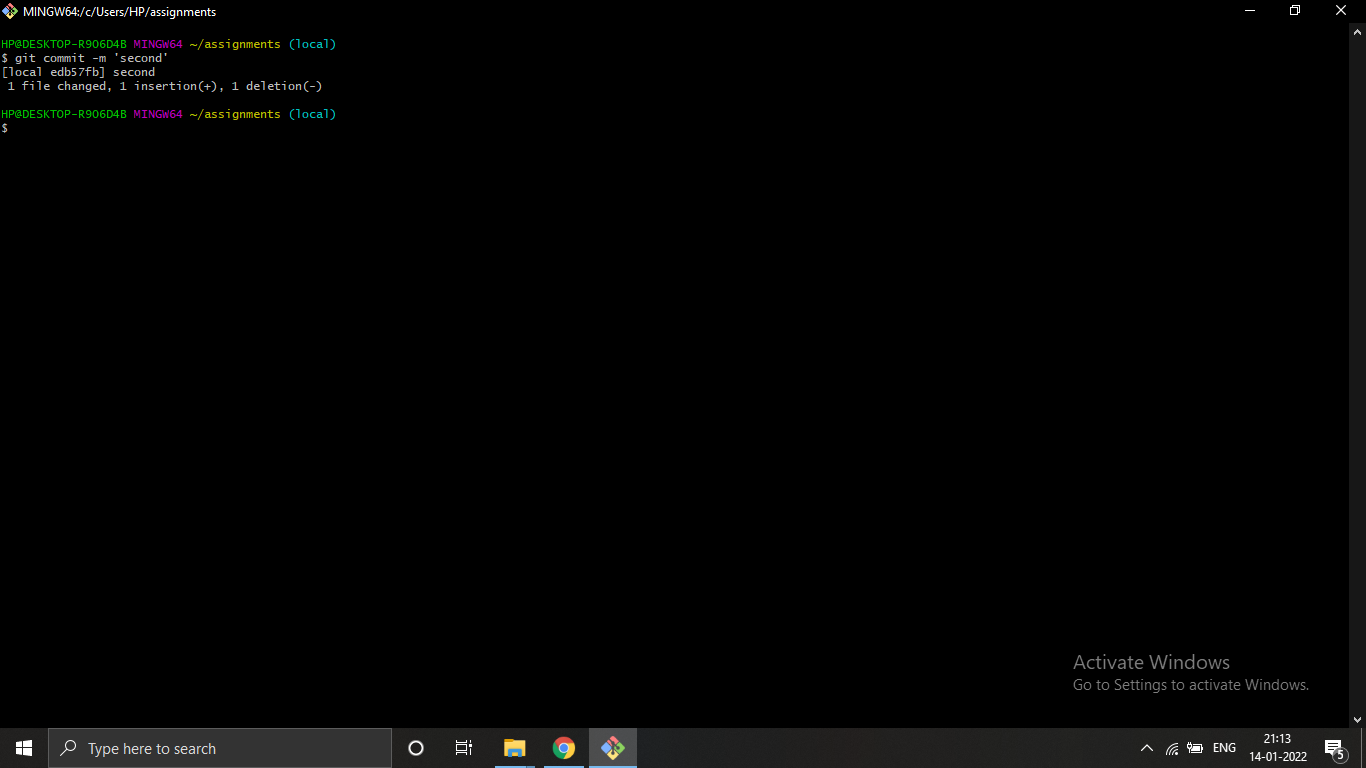 MINGW64:/c/Users/HP/assignments
HP@DESKTOP-R9O6D4B MINGW64 ~/assignments (local)
$ git commit -m 'second'
[local edb57fb] second
 1 file changed, 1 insertion(+), 1 deletion(-)
HP@DESKTOP-R9O6D4B MINGW64 ~/assignments (local)
$
Activate Windows
Go to Settings to activate Windows.
Type here to search
ENG
21:13
14-01-2022
5